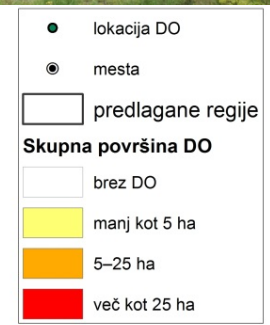 lokacija DO
mesta
predlagane regije
Skupna površina DO
brez DO
manj kot 5 ha
5–25 ha
več kot 25 ha